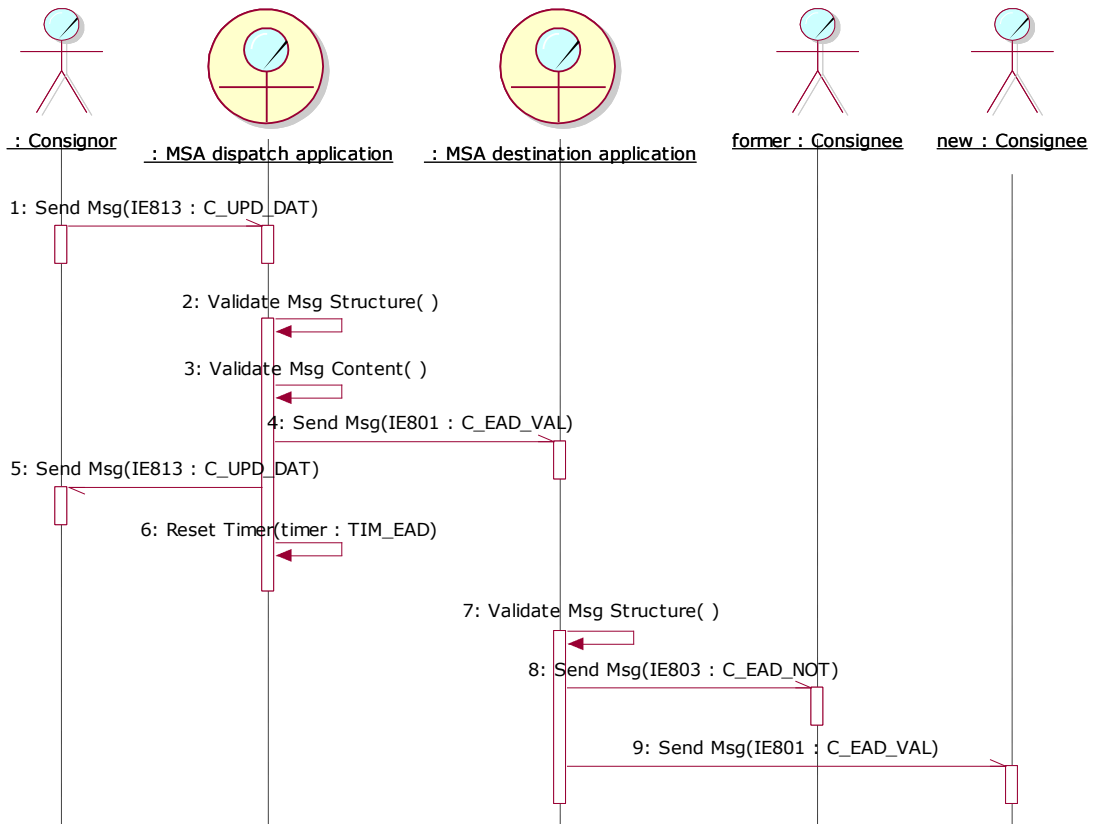 : Consignor
: MSA dispatch application
: MSA destination application
former : Consignee
new : Consignee
1: Send Msg(IE813 : C_UPD_DAT)
2: Validate Msg Structure( )
3: Validate Msg Content( )
4: Send Msg(IE801 : C_EAD_VAL)
5: Send Msg(IE813 : C_UPD_DAT)
6: Reset Timer(timer : TIM_EAD)
7: Validate Msg Structure( )
8: Send Msg(IE803 : C_EAD_NOT)
9: Send Msg(IE801 : C_EAD_VAL)